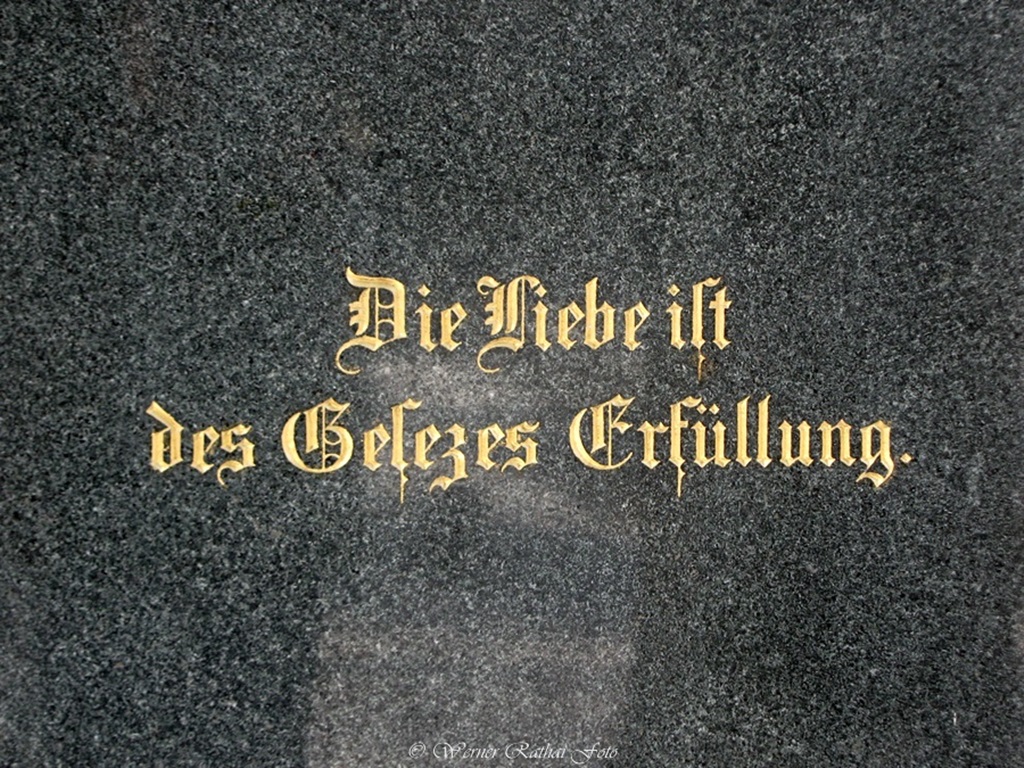 Die Liebe iſt
des Geſezes Erfüllung.
© Werner Rathai Foto